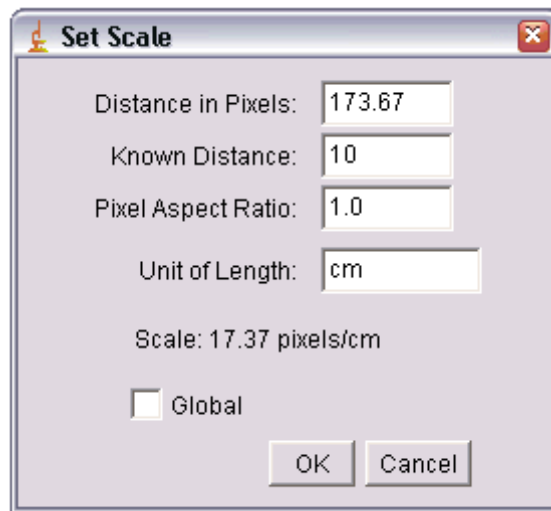 Set Scale
Distance in Pixels: 173.67
Known Distance: 10
Pixel Aspect Ratio: 1.0
Unit of Length: cm
Scale: 17.37 pixels/cm
Global
OK Cancel